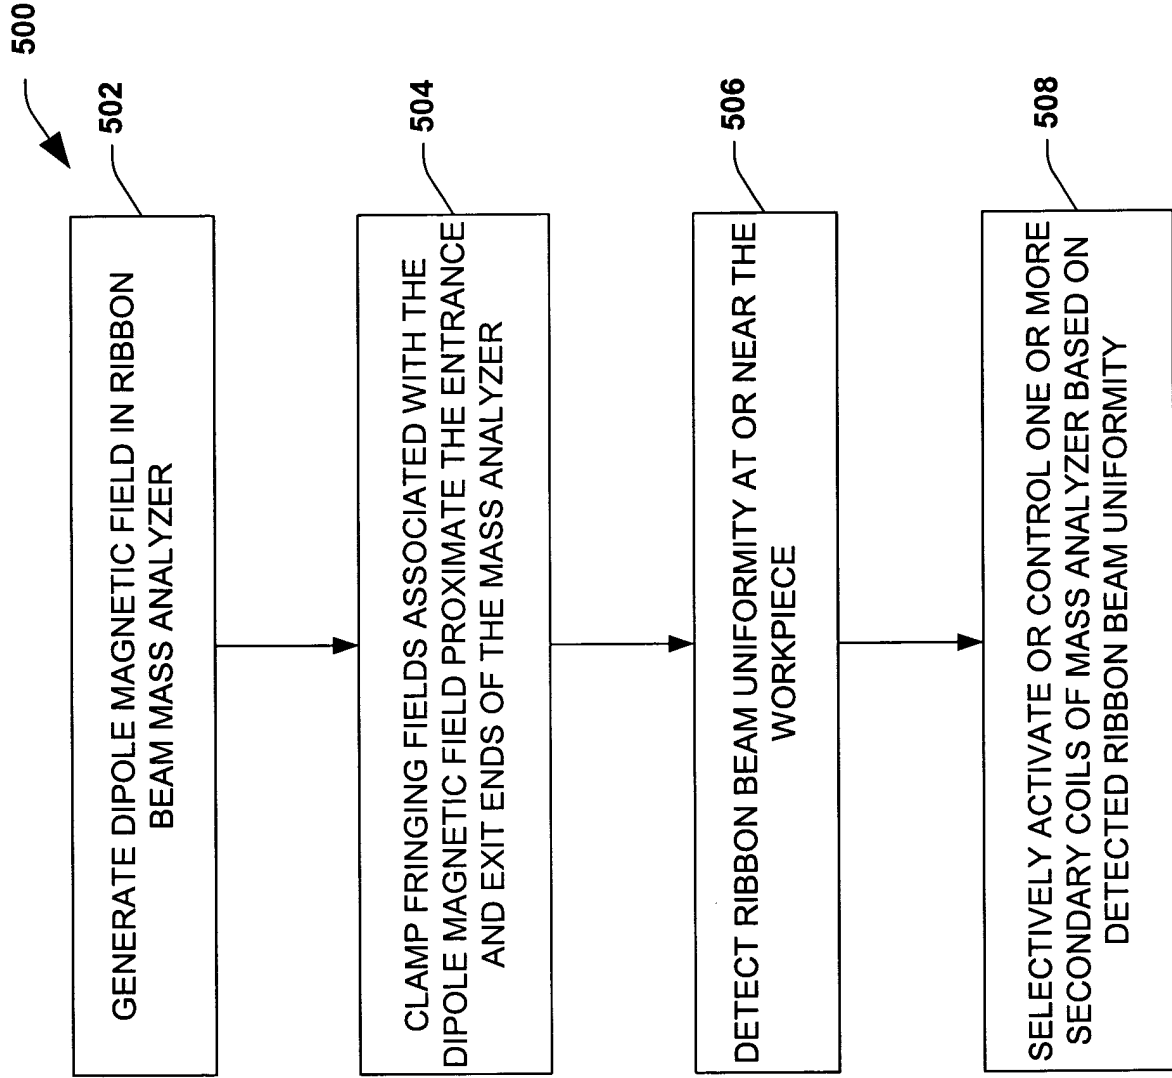 500
502
GENERATE DIPOLE MAGNETIC FIELD IN RIBBON
BEAM MASS ANALYZER
504
CLAMP FRINGING FIELDS ASSOCIATED WITH THE
DIPOLE MAGNETIC FIELD PROXIMATE THE ENTRANCE
AND EXIT ENDS OF THE MASS ANALYZER
506
DETECT RIBBON BEAM UNIFORMITY AT OR NEAR THE
WORKPIECE
508
SELECTIVELY ACTIVATE OR CONTROL ONE OR MORE
SECONDARY COILS OF MASS ANALYZER BASED ON
DETECTED RIBBON BEAM UNIFORMITY